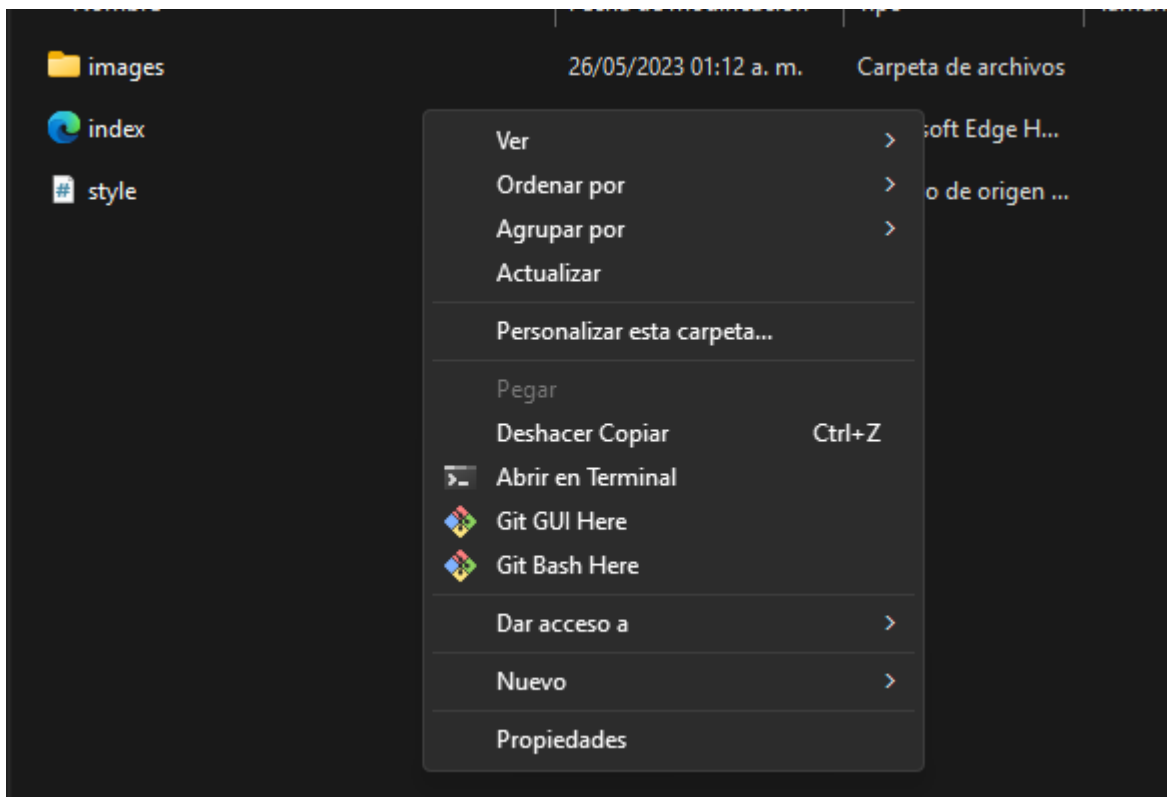 images 26/05/2023 01:12 a. m. Carpeta de archivos
index soft Edge H...
style o de origen ...
Ver
Ordenar por
Agrupar por
Actualizar
Personalizar esta carpeta...
Pegar
Deshacer Copiar Ctrl+Z
Abrir en Terminal
Git GUI Here
Git Bash Here
Dar acceso a
Nuevo
Propiedades